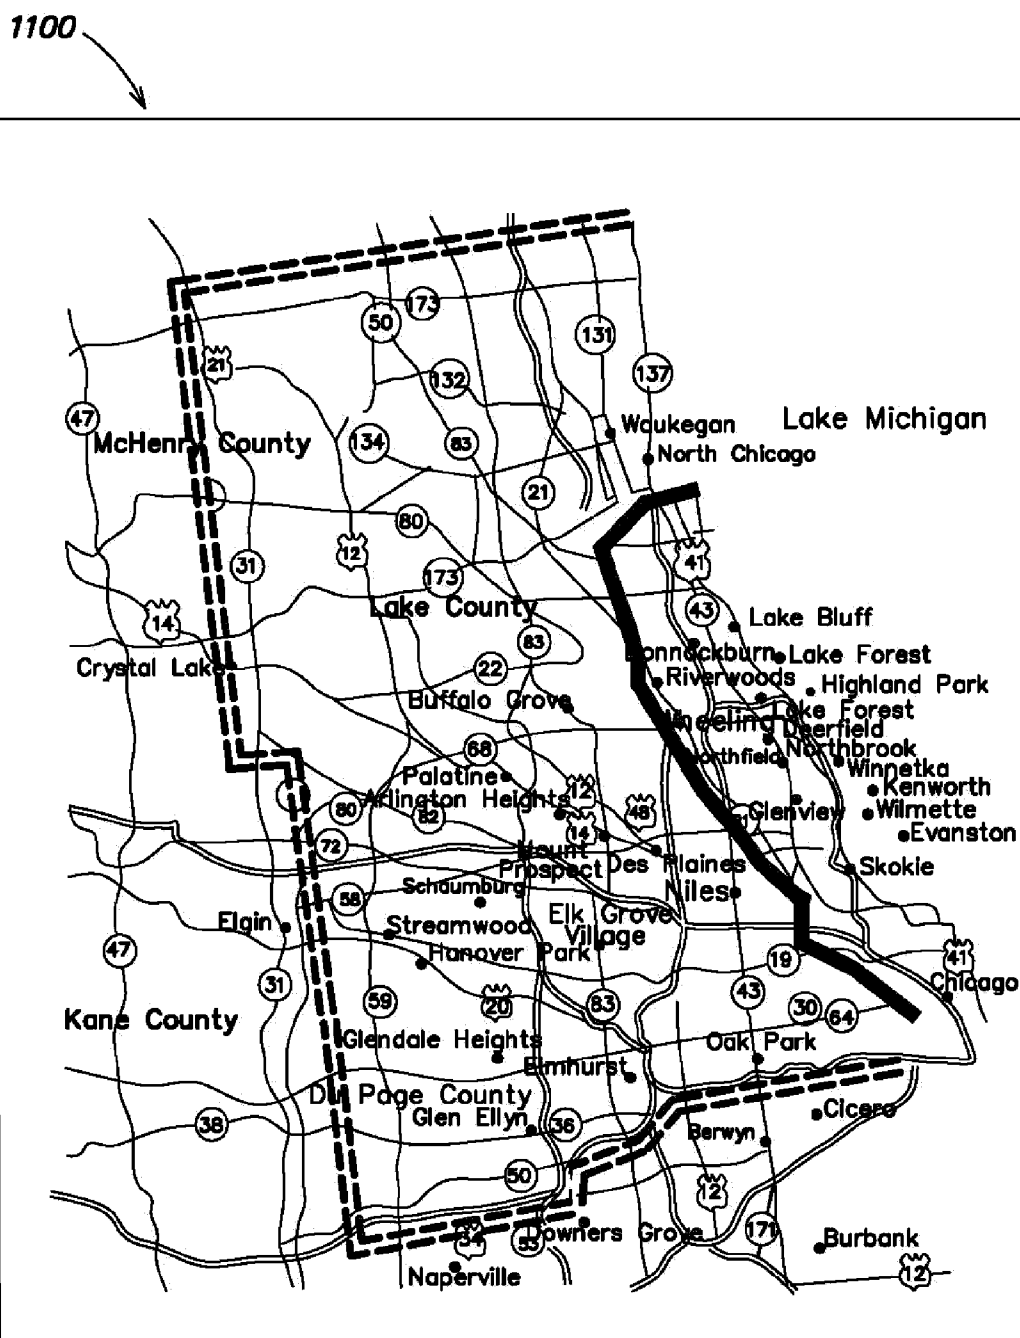 1100
173
50
131
21
132
137
47
Lake Michigan
Waukegan
McHenry County
134
83
North Chicago
21
80
12
41
31
173
Lake County
43
14
Lake Bluff
83
Lake Forest
Crystal Lake
22
Riverwoods
Highland Park
Buffalo Grove
Lake Forest
Wheeling
Deerfield
68
Northbrook
Northfield
Winnetka
Palatine
12
Kenworth
Arlington Heights
80
82
48
Glenview
Wilmette
14
Evanston
72
Mount
Prospect
Des Plaines
Skokie
Schaumburg
Niles
58
Elk Grove
Village
Elgin
Streamwood
47
Hanover Park
19
41
31
Chicago
59
20
83
43
30
64
Kane County
Glendale Heights
Oak Park
Elmhurst
Du Page County
Glen Ellyn
36
38
Cicero
Berwyn
50
12
34
53
Downers Grove
171
Burbank
12
Naperville